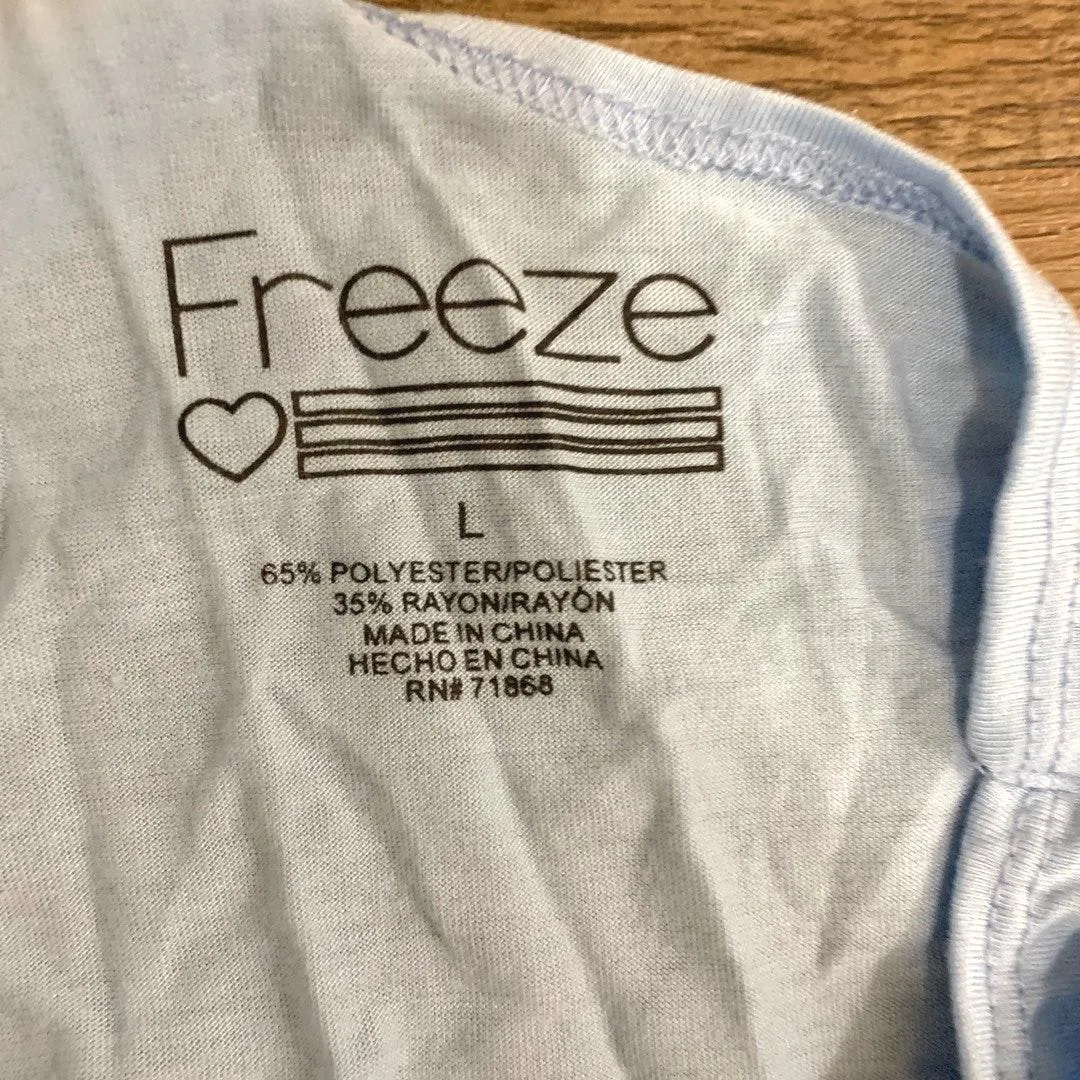 Freeze
L
65% POLYESTER/POLIESTER
35% RAYON/RAYÓN
MADE IN CHINA
HECHO EN CHINA
RN# 71868